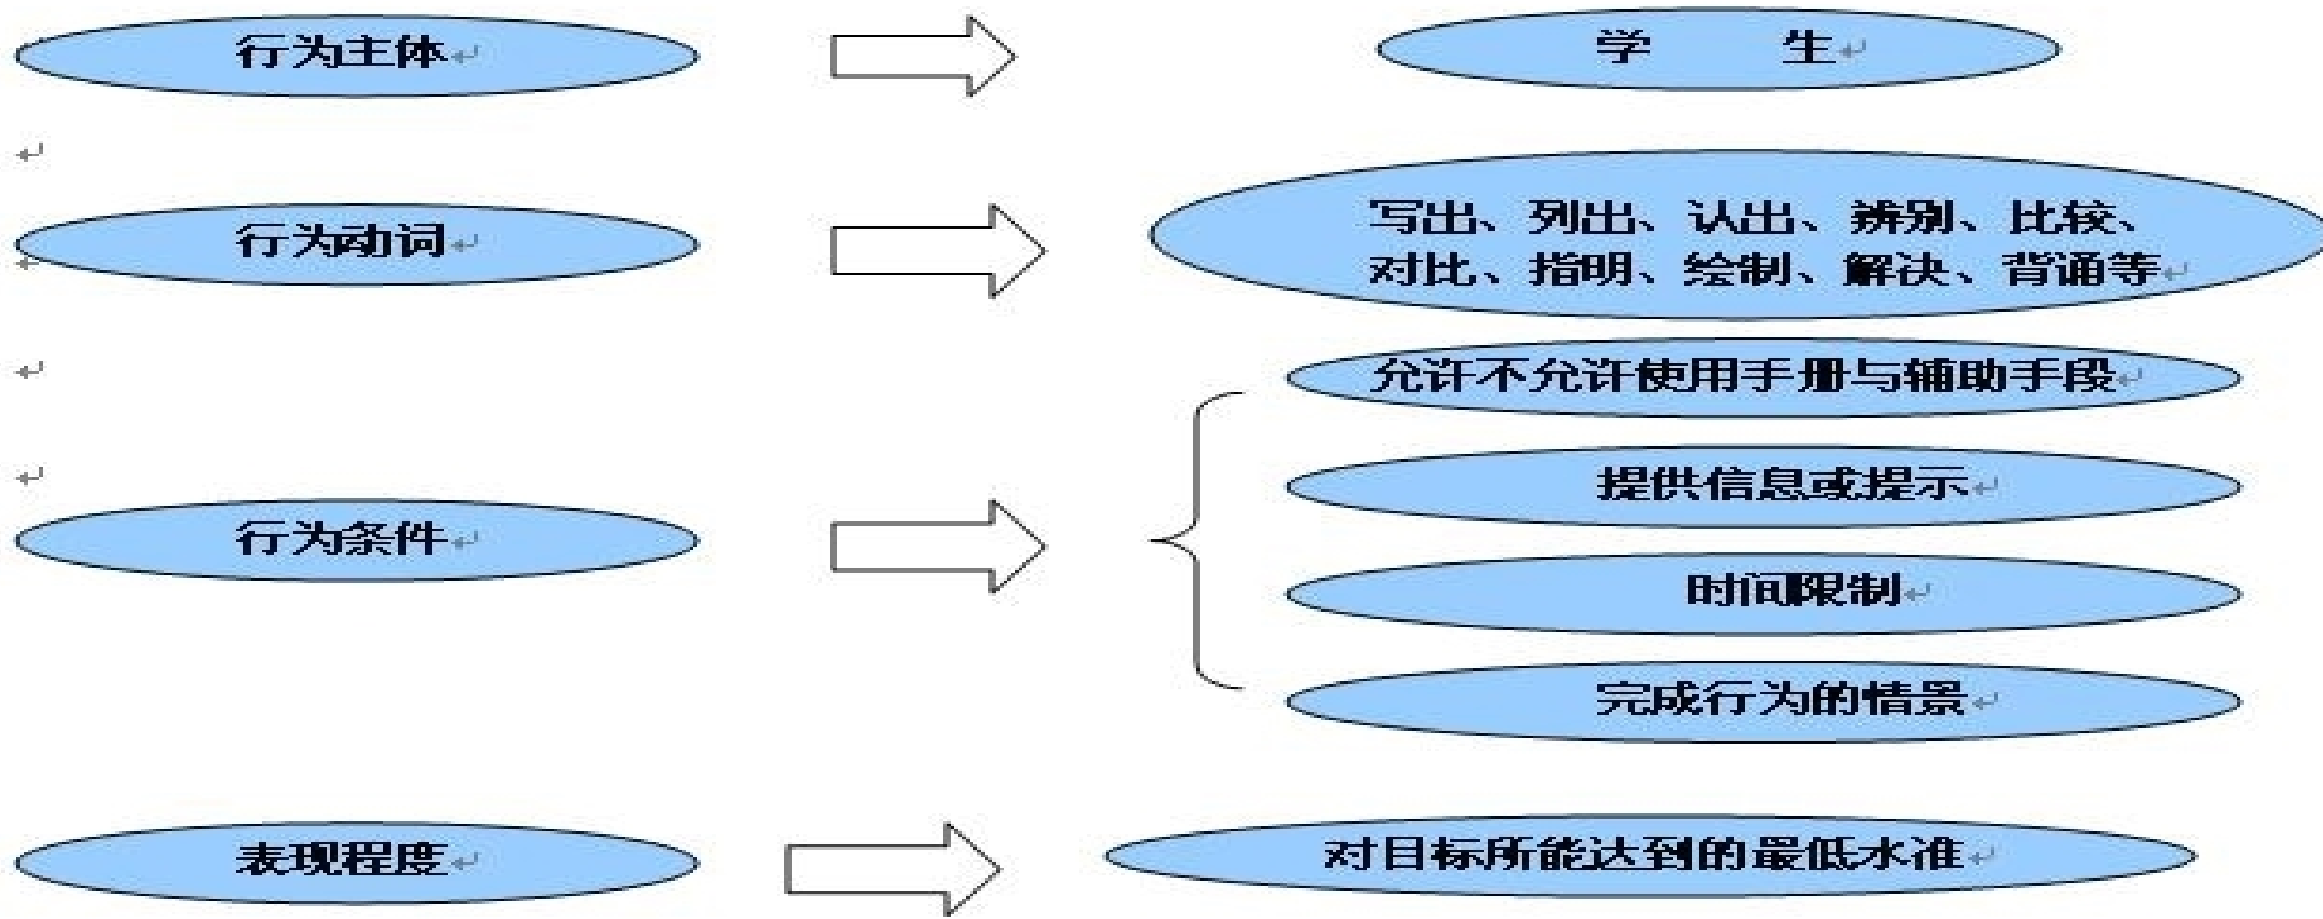 行为主体
学 生
行为动词
写出、列出、认出、辨别、比较、
对比、指明、绘制、解决、背诵等
允许不允许使用手册与辅助手段
提供信息或提示
行为条件
时间限制
完成行为的情景
表现程度
对目标所能达到的最低水准